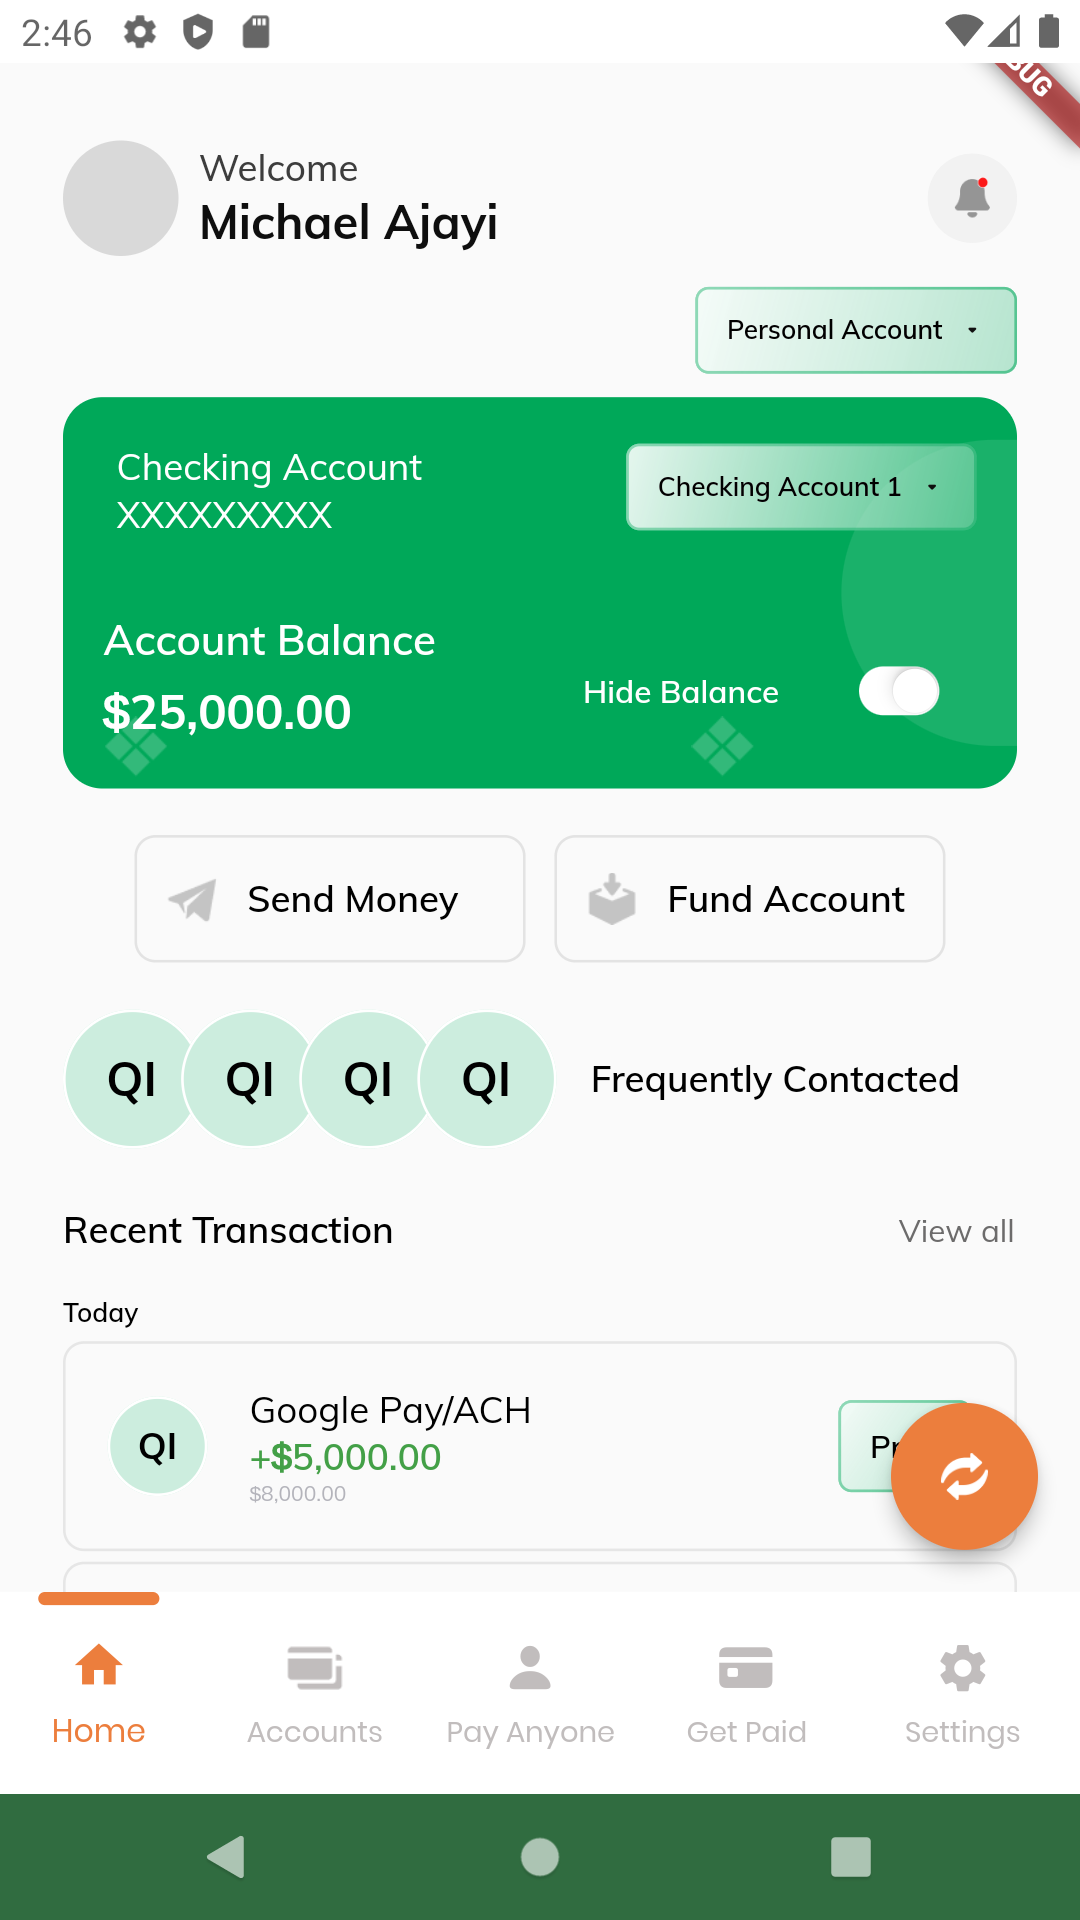 2:46
Welcome
Michael Ajayi
Personal Account
Checking Account
XXXXXXXXX
Checking Account 1
Account Balance
$25,000.00
Hide Balance
Send Money
Fund Account
QI QI QI QI
Frequently Contacted
Recent Transaction
View all
Today
QI
Google Pay/ACH
+$5,000.00
$8,000.00
Home
Accounts
Pay Anyone
Get Paid
Settings